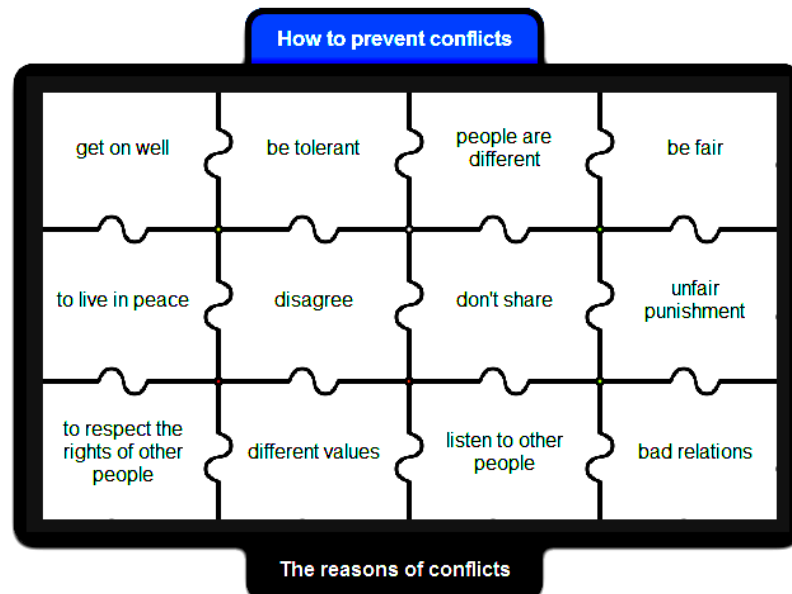 How to prevent conflicts
get on well
be tolerant
people are
different
be fair
to live in peace
disagree
don't share
unfair
punishment
to respect the
rights of other
people
different values
listen to other
people
bad relations
The reasons of conflicts